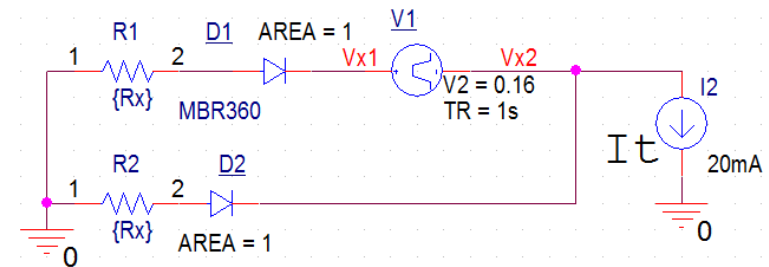 R1 D1 AREA = 1 V1
1 2 Vx1 Vx2
{Rx} MBR360 V2 = 0.16 I2
TR = 1s
It 20mA
R2 D2
1 2
{Rx} AREA = 1
0 0